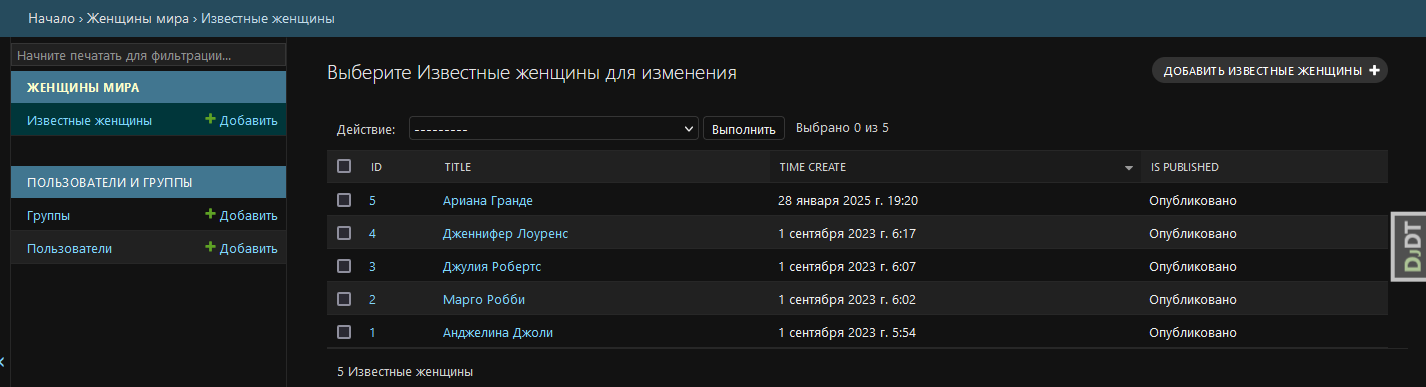 Начало › Женщины мира › Известные женщины
Начните печатать для фильтрации...
ЖЕНЩИНЫ МИРА
Известные женщины + Добавить
ПОЛЬЗОВАТЕЛИ И ГРУППЫ
Группы + Добавить
Пользователи + Добавить
Выберите Известные женщины для изменения
ДОБАВИТЬ ИЗВЕСТНЫЕ ЖЕНЩИНЫ +
Действие: --------- Выполнить Выбрано 0 из 5
ID TITLE TIME CREATE IS PUBLISHED
5 Ариана Гранде 28 января 2025 г. 19:20 Опубликовано
4 Дженнифер Лоуренс 1 сентября 2023 г. 6:17 Опубликовано
3 Джулия Робертс 1 сентября 2023 г. 6:07 Опубликовано
2 Марго Робби 1 сентября 2023 г. 6:02 Опубликовано
1 Анджелина Джоли 1 сентября 2023 г. 5:54 Опубликовано
5 Известные женщины
DJDT